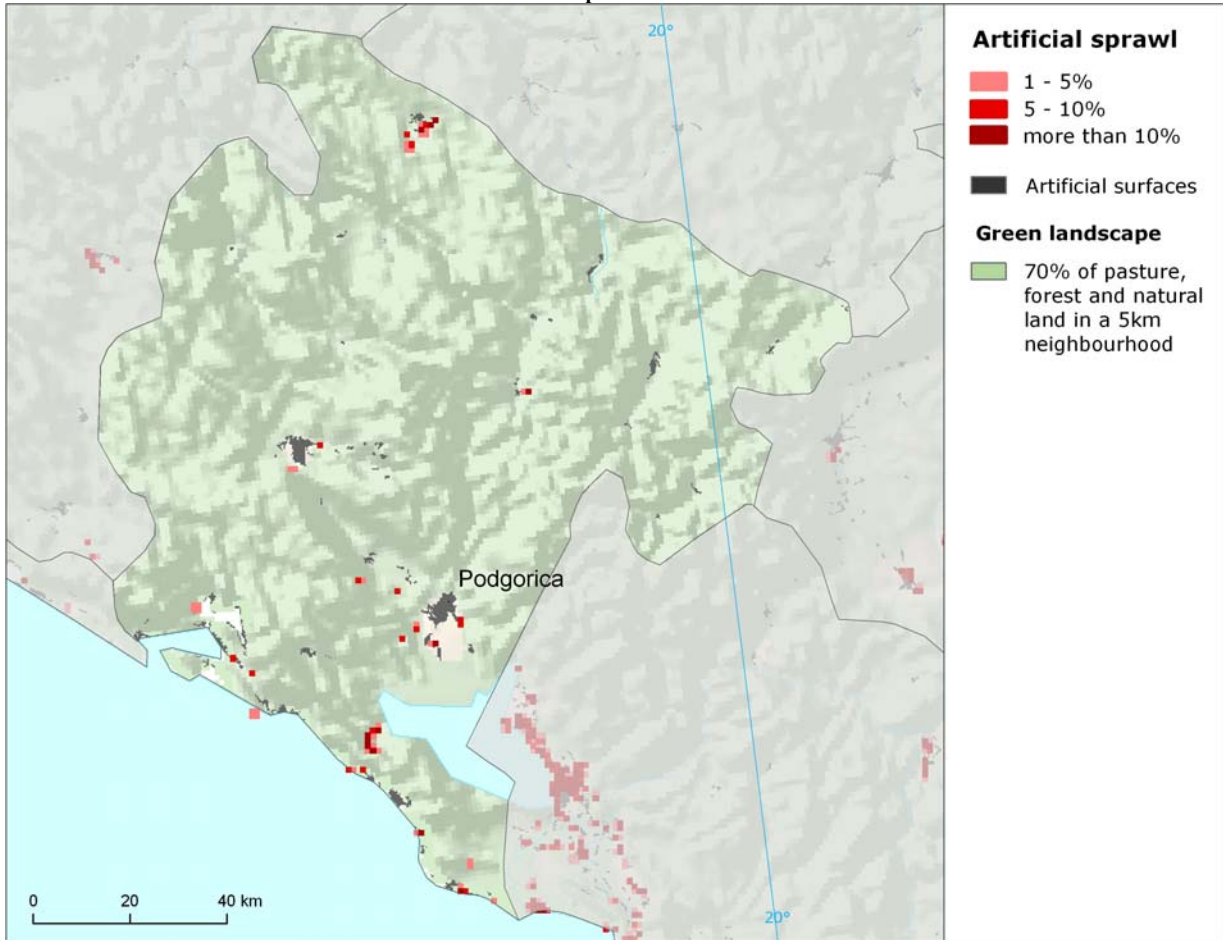 20°
Podgorica
0 20 40 km
20°
Artificial sprawl
1 - 5%
5 - 10%
more than 10%
Artificial surfaces
Green landscape
70% of pasture,
forest and natural
land in a 5km
neighbourhood